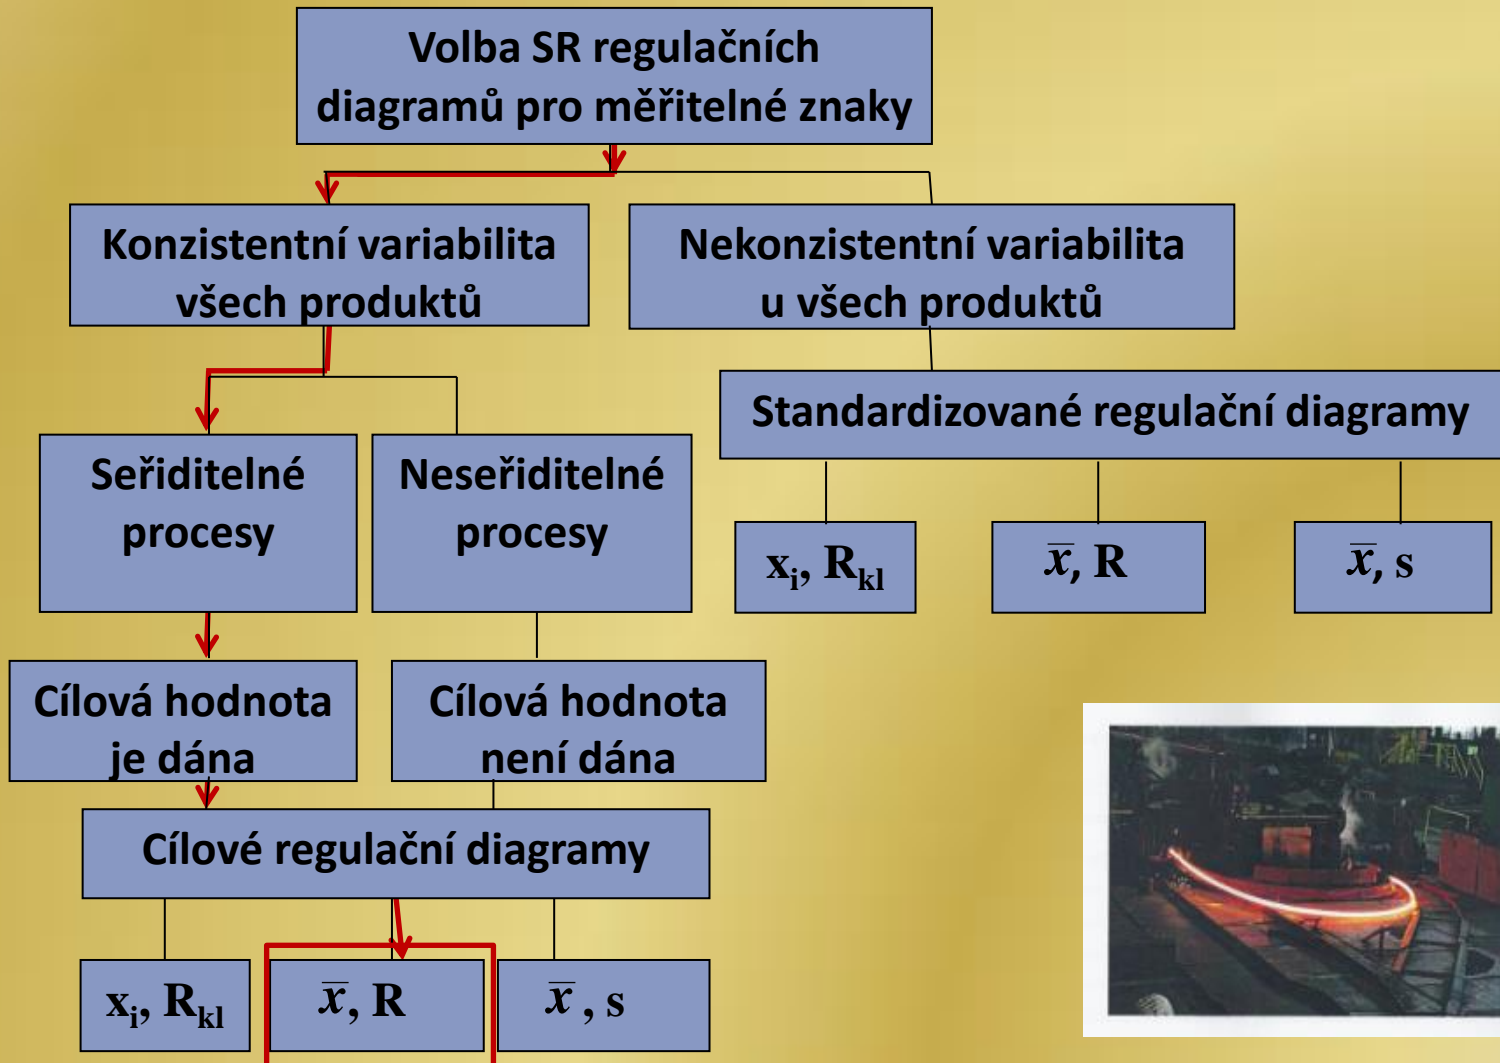 Volba SR regulačních
diagramů pro měřitelné znaky
Konzistentní variabilita
všech produktů
Nekonzistentní variabilita
u všech produktů
Standardizované regulační diagramy
Seřiditelné
procesy
Neseřiditelné
procesy
xᵢ, Rₖₗ
x̅, R
x̅, s
Cílová hodnota
je dána
Cílová hodnota
není dána
Cílové regulační diagramy
xᵢ, Rₖₗ
x̅, R
x̅ , s